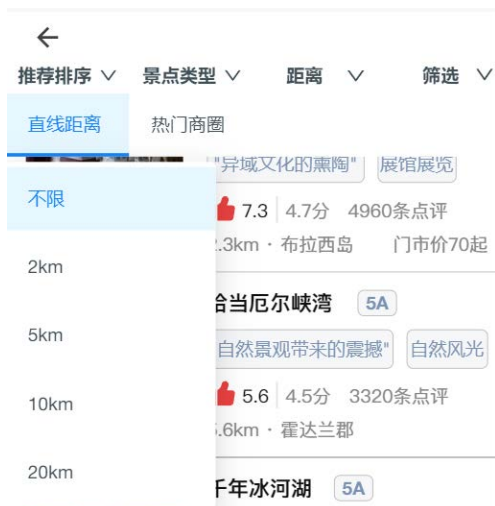 推荐排序 景点类型 距离 筛选
直线距离 热门商圈
不限
2km
5km
10km
20km
"异域文化的熏陶" 展馆展览
7.3 4.7分 4960条点评
.3km · 布拉西岛 门市价70起
恰当厄尔峡湾 5A
自然景观带来的震撼" 自然风光
5.6 4.5分 3320条点评
.6km · 霍达兰郡
千年冰河湖 5A